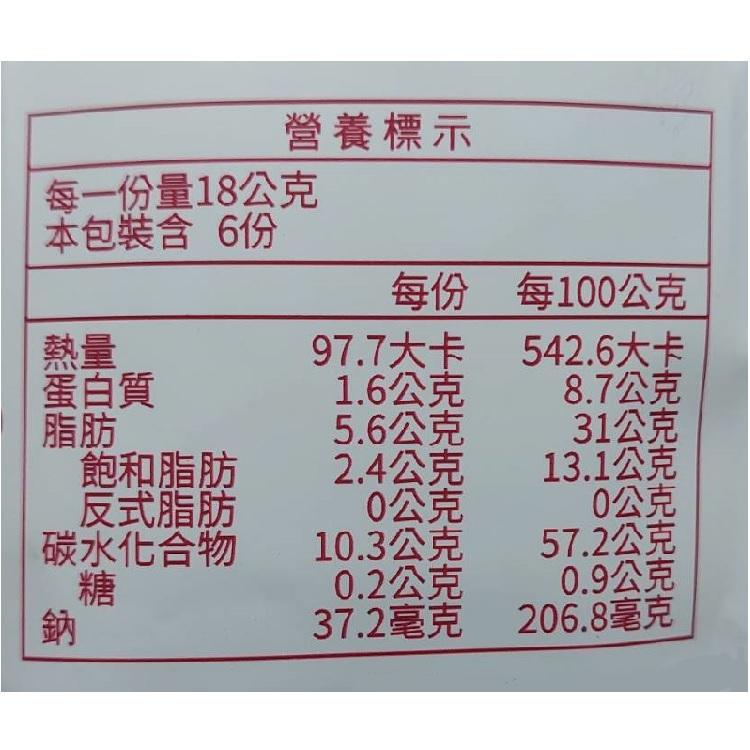 營養標示
每一份量18公克
本包裝含 6份
每份 每100公克
熱量 97.7大卡 542.6大卡
蛋白質 1.6公克 8.7公克
脂肪 5.6公克 31公克
飽和脂肪 2.4公克 13.1公克
反式脂肪 0公克 0公克
碳水化合物 10.3公克 57.2公克
糖 0.2公克 0.9公克
鈉 37.2毫克 206.8毫克